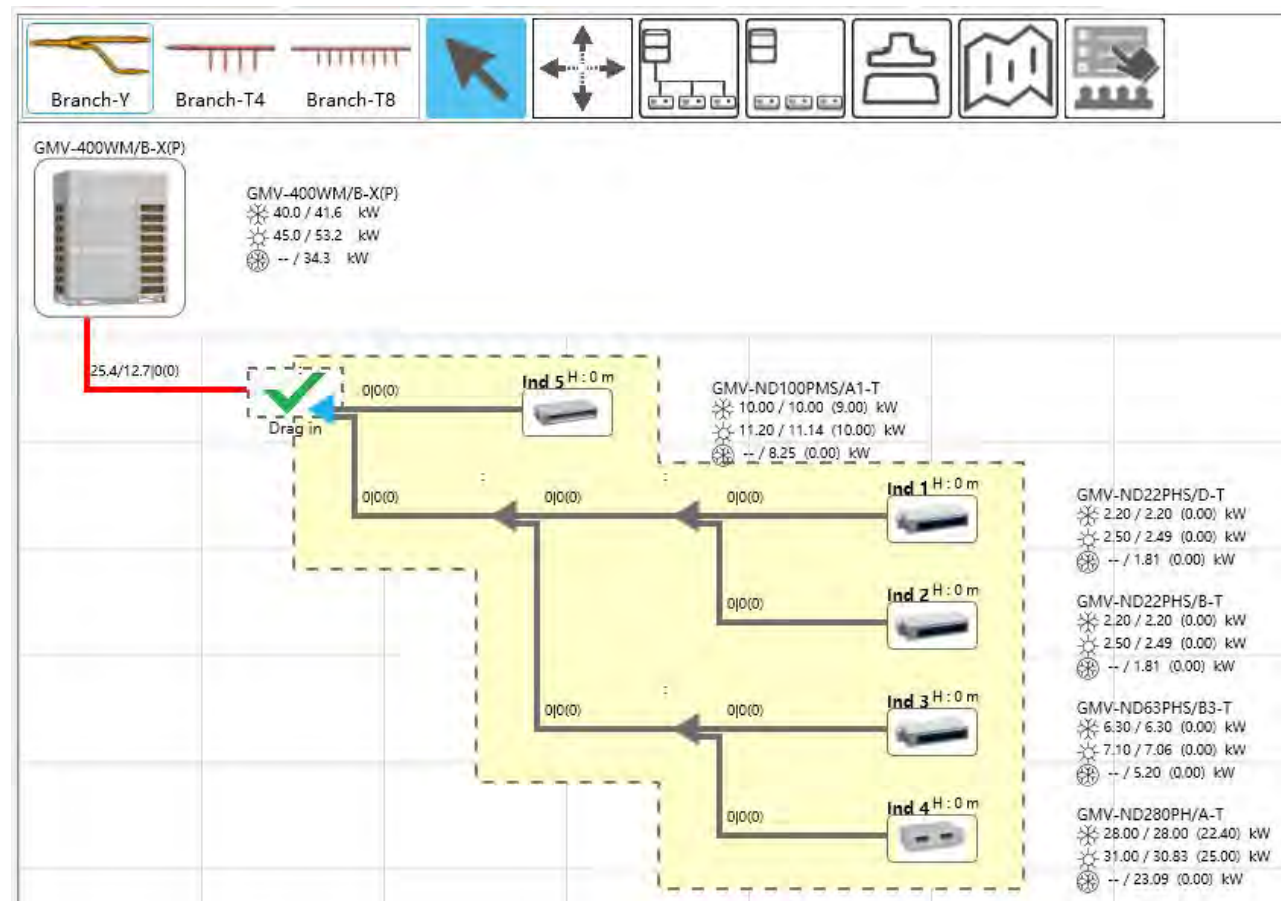 Branch-Y
Branch-T4
Branch-T8
GMV-400WM/B-X(P)
GMV-400WM/B-X(P)
40.0 / 41.6 kW
45.0 / 53.2 kW
-- / 34.3 kW
25.4/12.7|0(0)
Drag in
0|0(0)
Ind 5 H : 0 m
GMV-ND100PMS/A1-T
10.00 / 10.00 (9.00) kW
11.20 / 11.14 (10.00) kW
-- / 8.25 (0.00) kW
0|0(0)
0|0(0)
0|0(0)
Ind 1 H : 0 m
GMV-ND22PHS/D-T
2.20 / 2.20 (0.00) kW
2.50 / 2.49 (0.00) kW
-- / 1.81 (0.00) kW
0|0(0)
Ind 2 H : 0 m
GMV-ND22PHS/B-T
2.20 / 2.20 (0.00) kW
2.50 / 2.49 (0.00) kW
-- / 1.81 (0.00) kW
0|0(0)
0|0(0)
Ind 3 H : 0 m
GMV-ND63PHS/B3-T
6.30 / 6.30 (0.00) kW
7.10 / 7.06 (0.00) kW
-- / 5.20 (0.00) kW
0|0(0)
Ind 4 H : 0 m
GMV-ND280PH/A-T
28.00 / 28.00 (22.40) kW
31.00 / 30.83 (25.00) kW
-- / 23.09 (0.00) kW